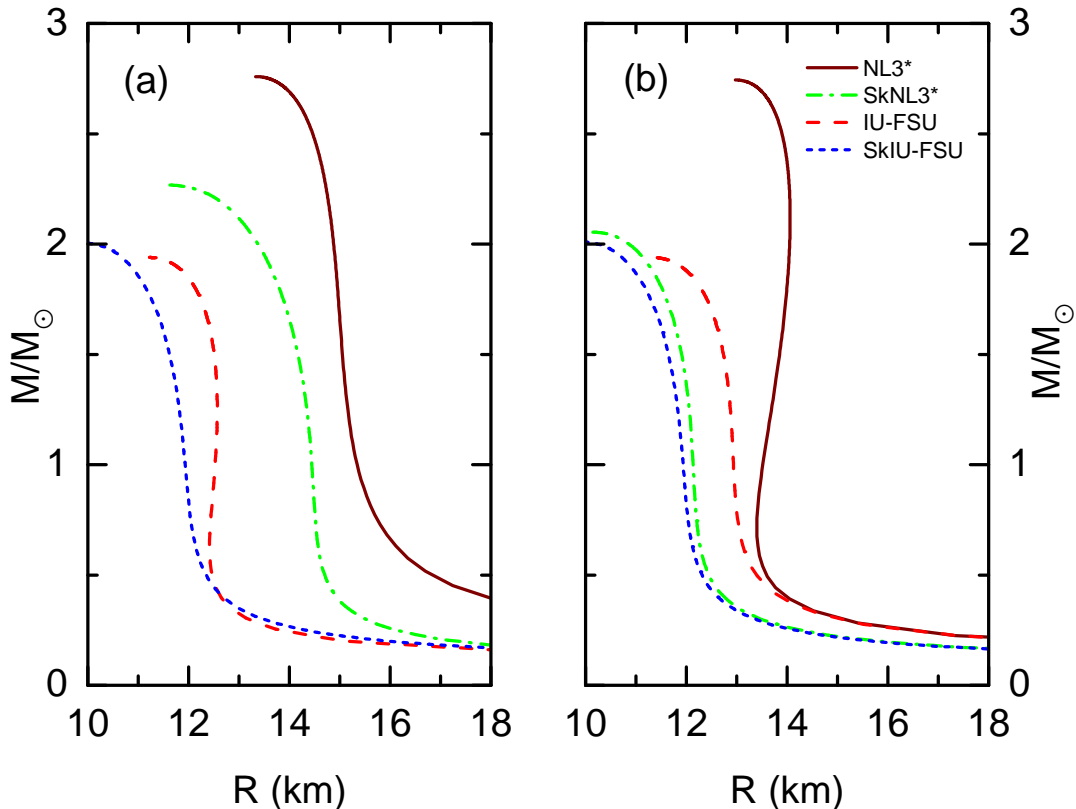 3
2
1
0
M/M☉
(a)
10 12 14 16 18
R (km)
(b)
NL3*
SkNL3*
IU-FSU
SkIU-FSU
10 12 14 16 18
R (km)
3
2
1
0
M/M☉